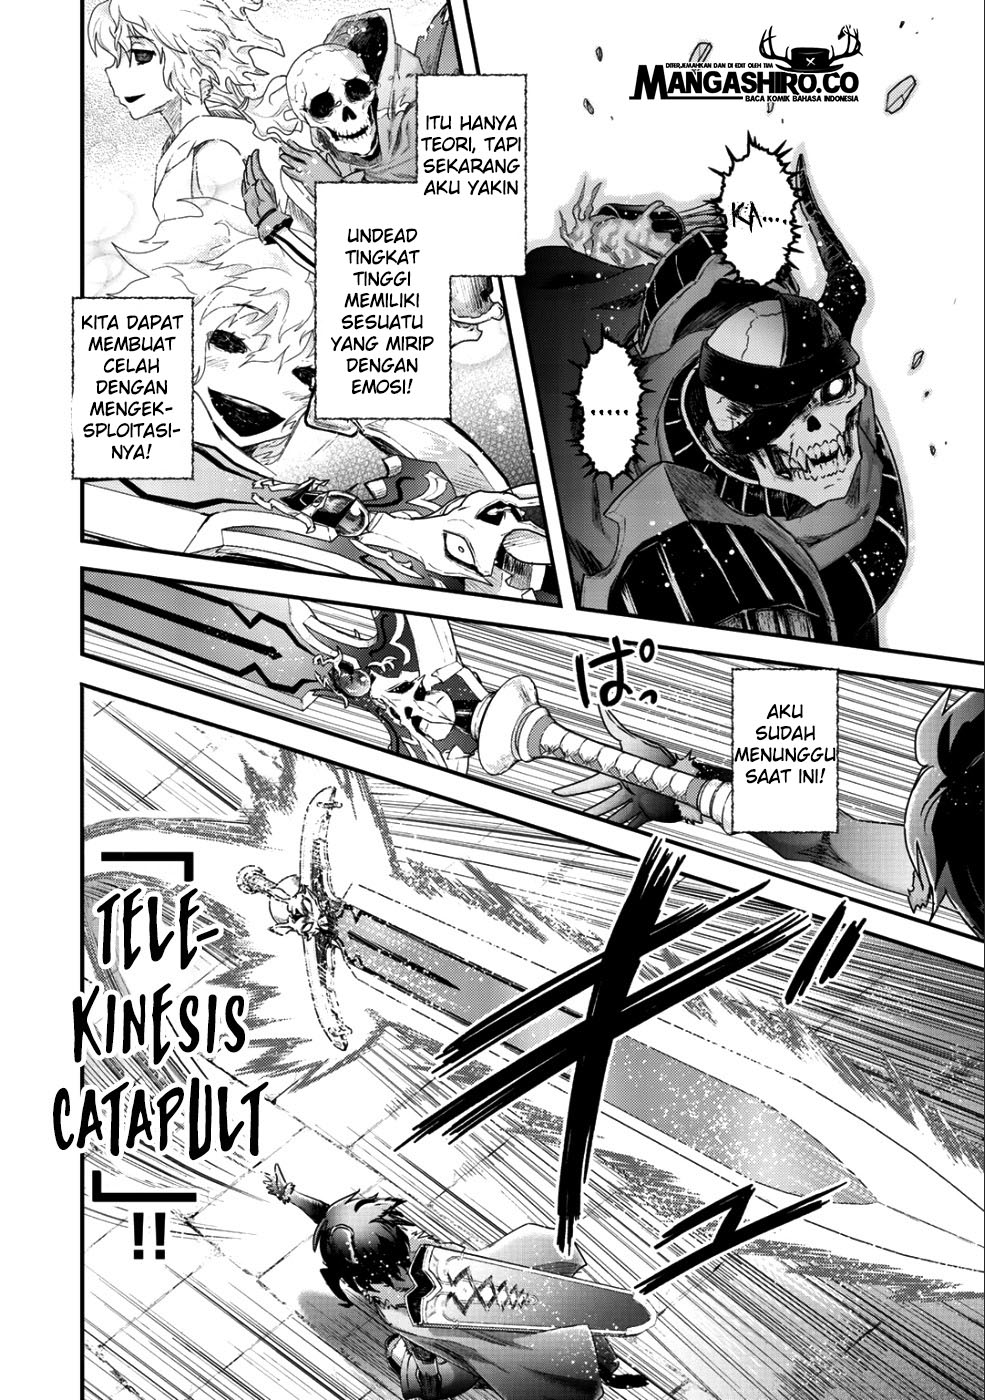 DITERJEMAHKAN DAN DI EDIT OLEH TIM
MANGASHIRO.CO
BACA KOMIK BAHASA INDONESIA
KA.....
......
ITU HANYA
TEORI, TAPI
SEKARANG
AKU YAKIN
UNDEAD
TINGKAT
TINGGI
MEMILIKI
SESUATU
YANG MIRIP
DENGAN
EMOSI!
KITA DAPAT
MEMBUAT
CELAH
DENGAN
MENGEK-
SPLOITASI-
NYA!
ぱっ
AKU
SUDAH
MENUNGGU
SAAT INI!
「TELE-
KINESIS
CATAPULT」
!!